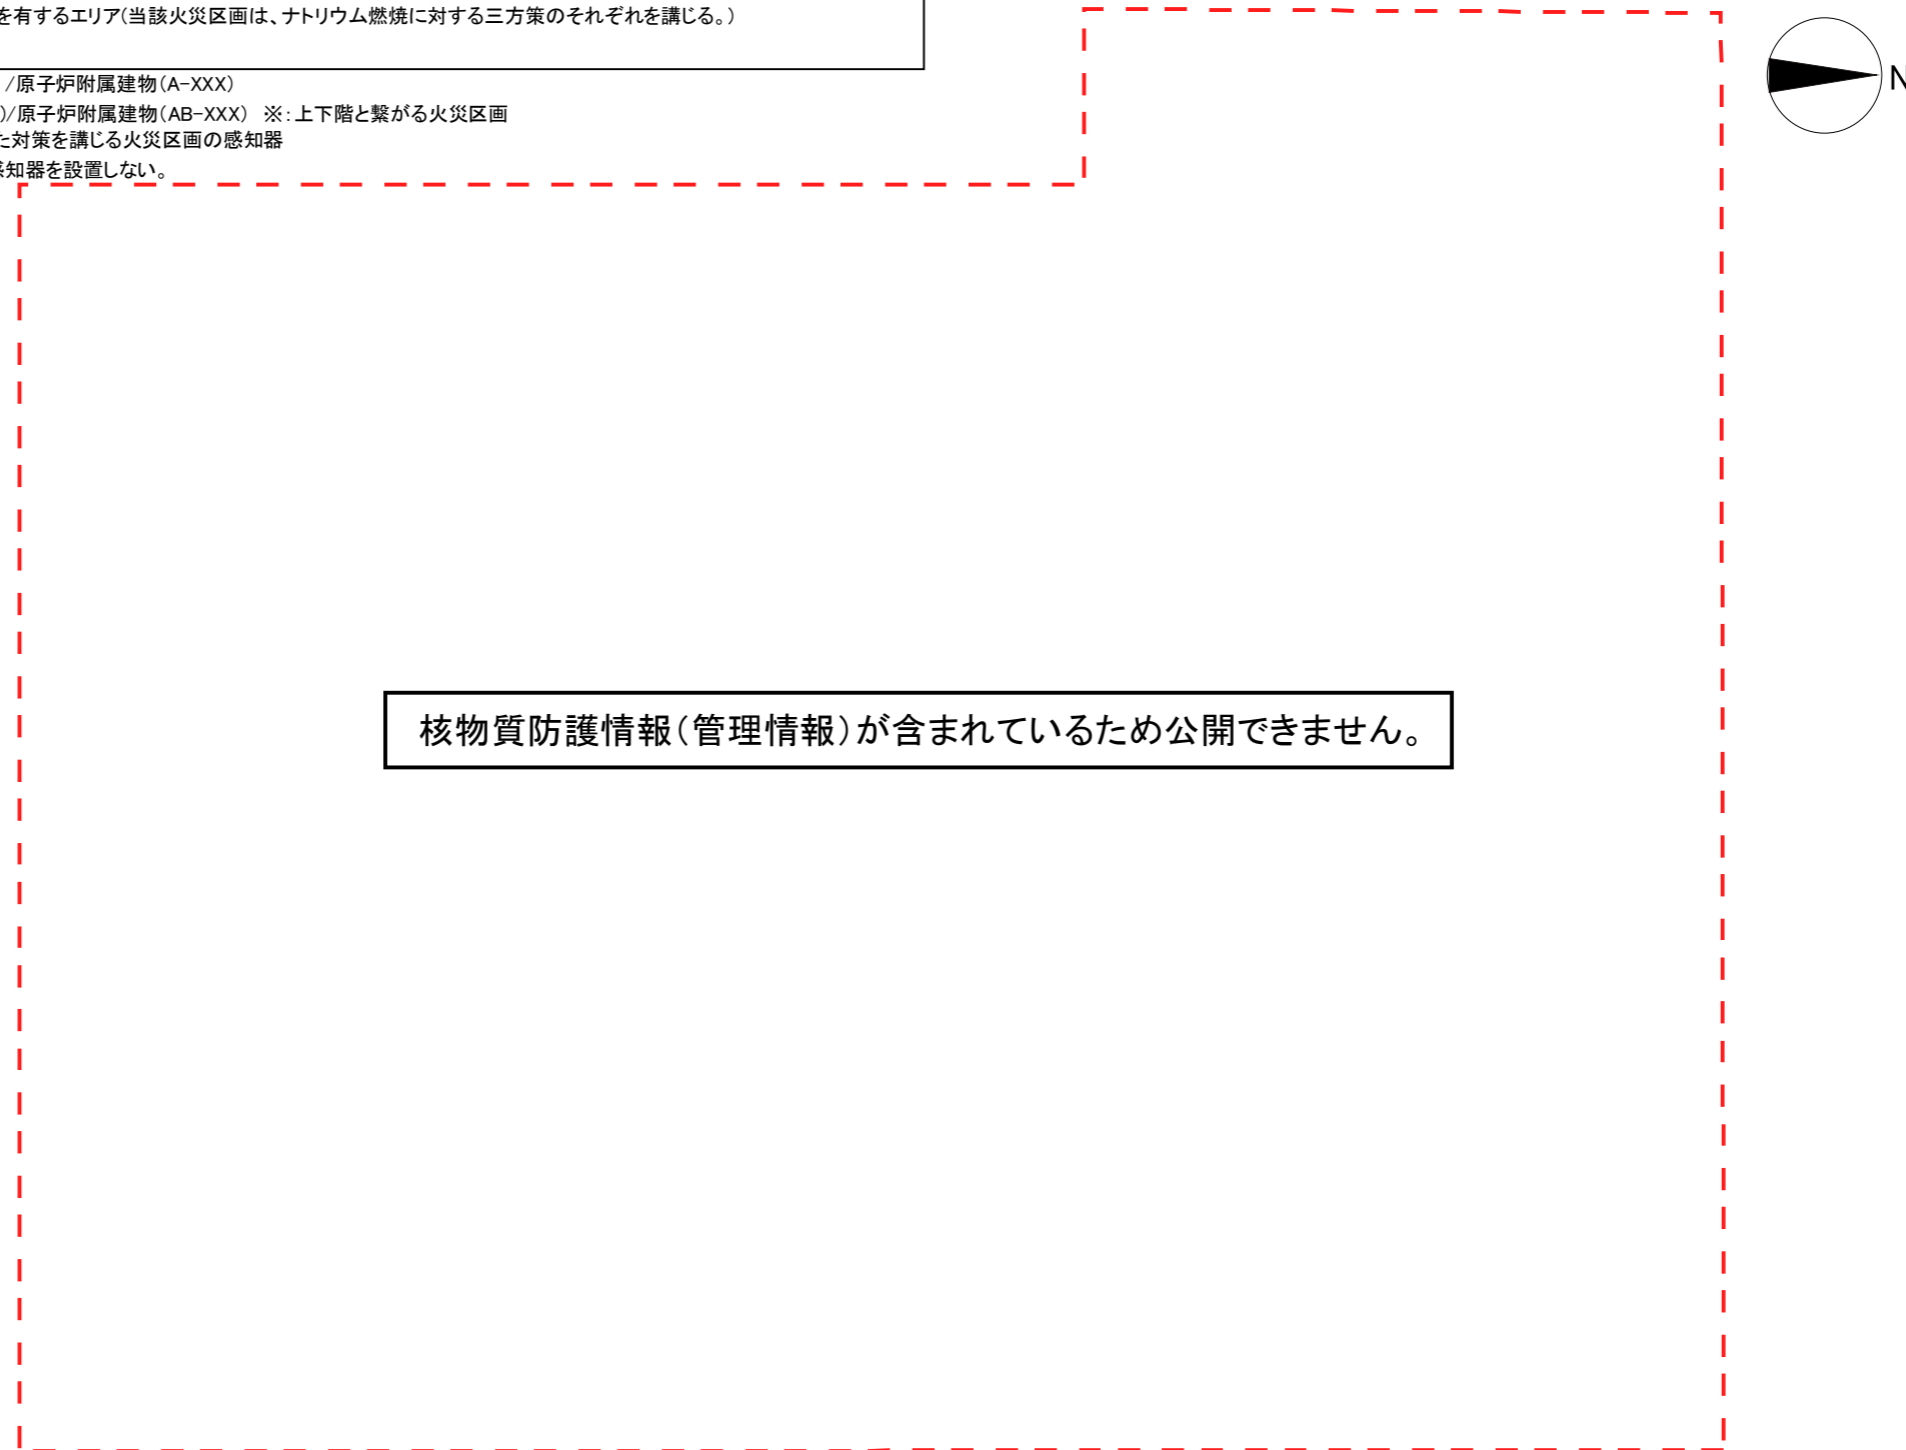 を有するエリア(当該火災区画は、ナトリウム燃焼に対する三方策のそれぞれを講じる。)
/原子炉附属建物(A-XXX)
)/原子炉附属建物(AB-XXX) ※:上下階と繋がる火災区画
た対策を講じる火災区画の感知器
感知器を設置しない。
N
核物質防護情報(管理情報)が含まれているため公開できません。